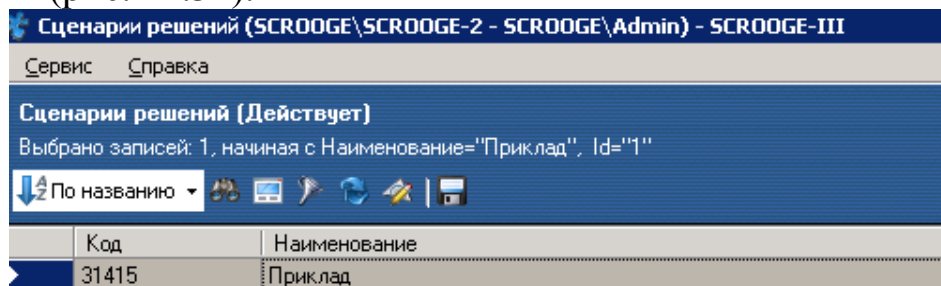 Сценарии решений (SCROOGE\SCROOGE-2 - SCROOGE\Admin) - SCROOGE-III
Сервис Справка
Сценарии решений (Действует)
Выбрано записей: 1, начиная с Наименование="Приклад", Id="1"
По названию
Код Наименование
31415 Приклад